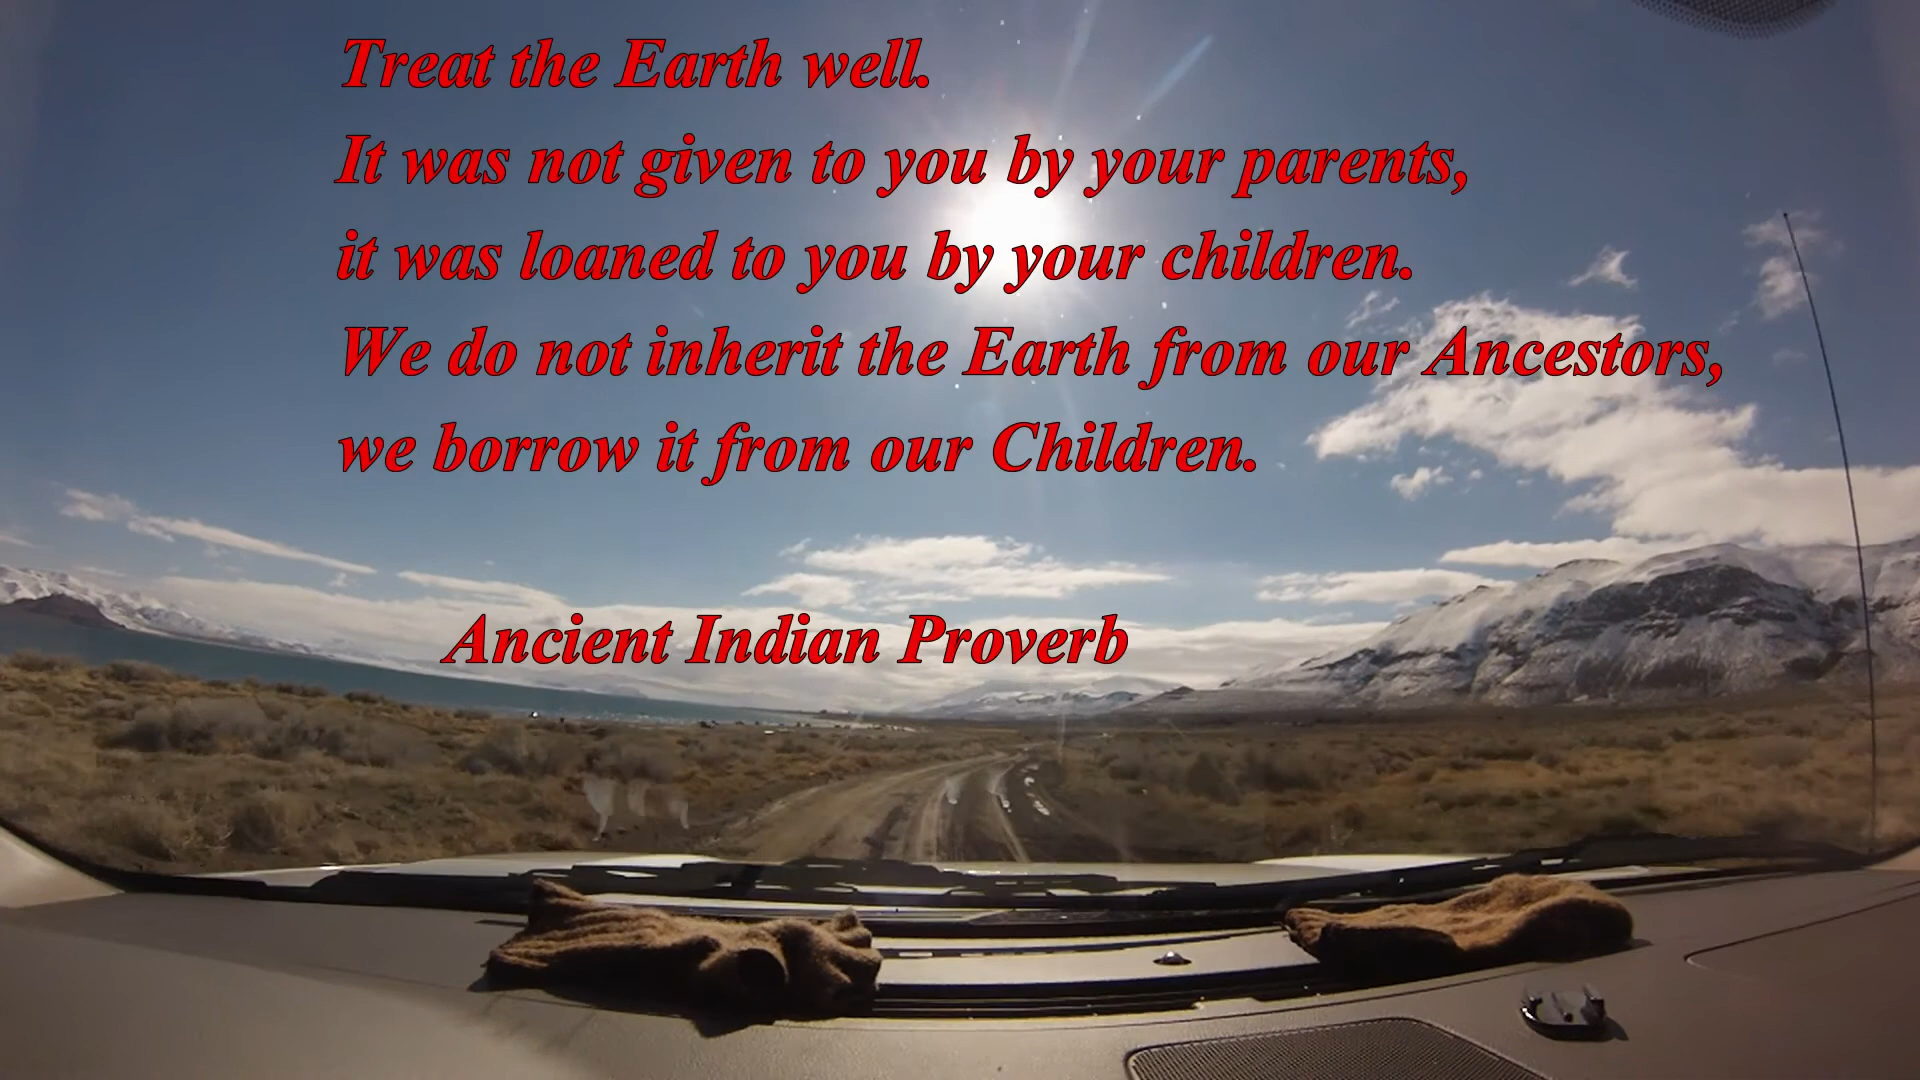 Treat the Earth well.
It was not given to you by your parents,
it was loaned to you by your children.
We do not inherit the Earth from our Ancestors,
we borrow it from our Children.
Ancient Indian Proverb